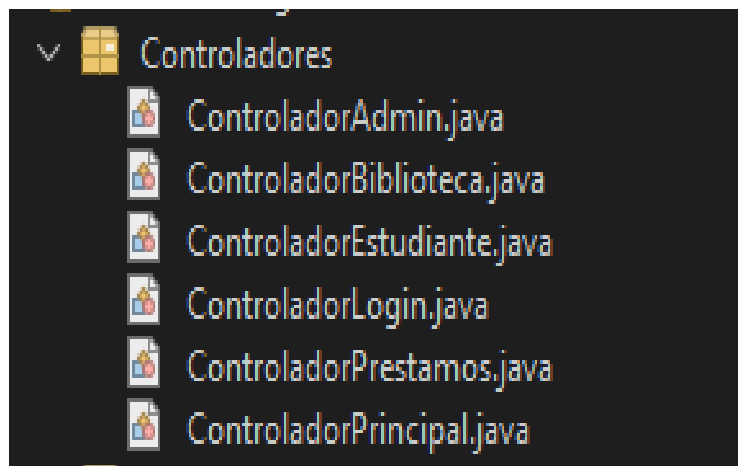 Controladores
ControladorAdmin.java
ControladorBiblioteca.java
ControladorEstudiante.java
ControladorLogin.java
ControladorPrestamos.java
ControladorPrincipal.java